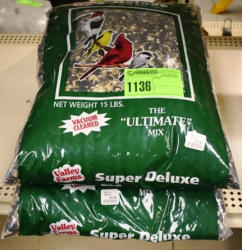 1136
NET WEIGHT 15 LBS.
VACUUM
CLEANED
THE
"ULTIMATE"
MIX
Valley
Farms
Super Deluxe
Valley
Farms
Super Deluxe